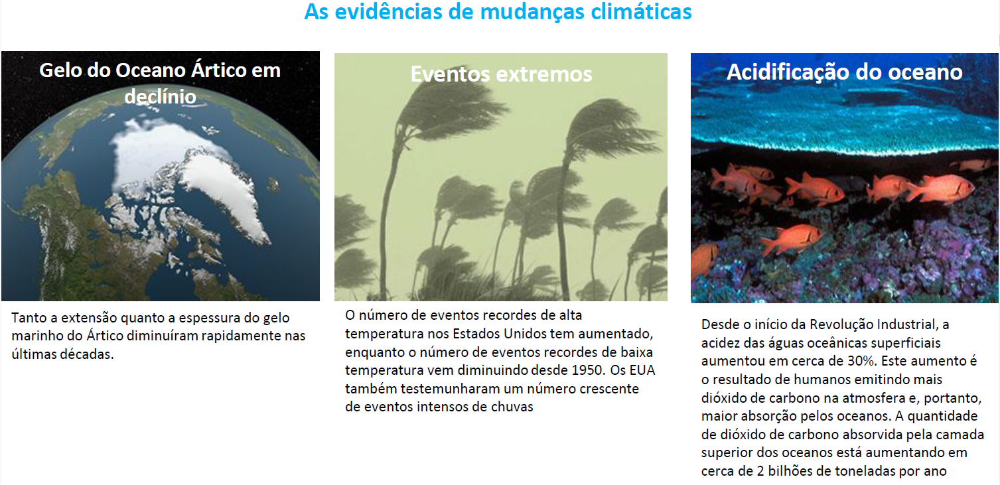 As evidências de mudanças climáticas
Gelo do Oceano Ártico em
declínio
Tanto a extensão quanto a espessura do gelo
marinho do Ártico diminuíram rapidamente nas
últimas décadas.
Eventos extremos
O número de eventos recordes de alta
temperatura nos Estados Unidos tem aumentado,
enquanto o número de eventos recordes de baixa
temperatura vem diminuindo desde 1950. Os EUA
também testemunharam um número crescente
de eventos intensos de chuvas
Acidificação do oceano
Desde o início da Revolução Industrial, a
acidez das águas oceânicas superficiais
aumentou em cerca de 30%. Este aumento é
o resultado de humanos emitindo mais
dióxido de carbono na atmosfera e, portanto,
maior absorção pelos oceanos. A quantidade
de dióxido de carbono absorvida pela camada
superior dos oceanos está aumentando em
cerca de 2 bilhões de toneladas por ano